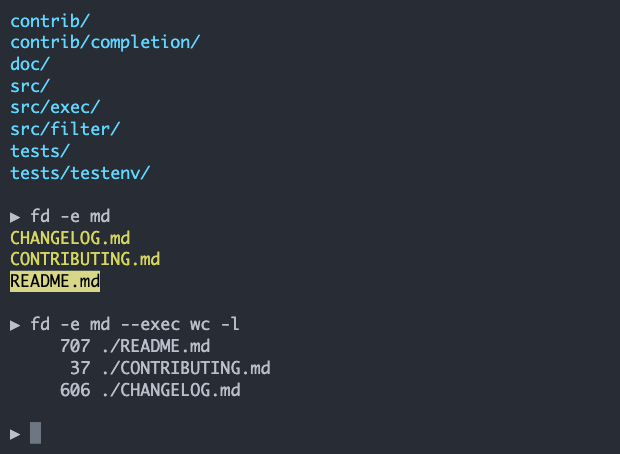 contrib/
contrib/completion/
doc/
src/
src/exec/
src/filter/
tests/
tests/testenv/
▶ fd -e md
CHANGELOG.md
CONTRIBUTING.md
README.md
▶ fd -e md --exec wc -l
707 ./README.md
37 ./CONTRIBUTING.md
606 ./CHANGELOG.md
▶